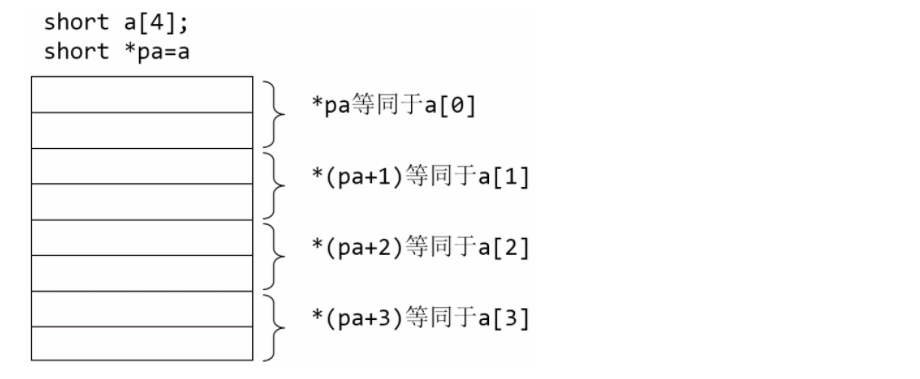 short a[4];
short *pa=a
*pa等同于a[0]
*(pa+1)等同于a[1]
*(pa+2)等同于a[2]
*(pa+3)等同于a[3]